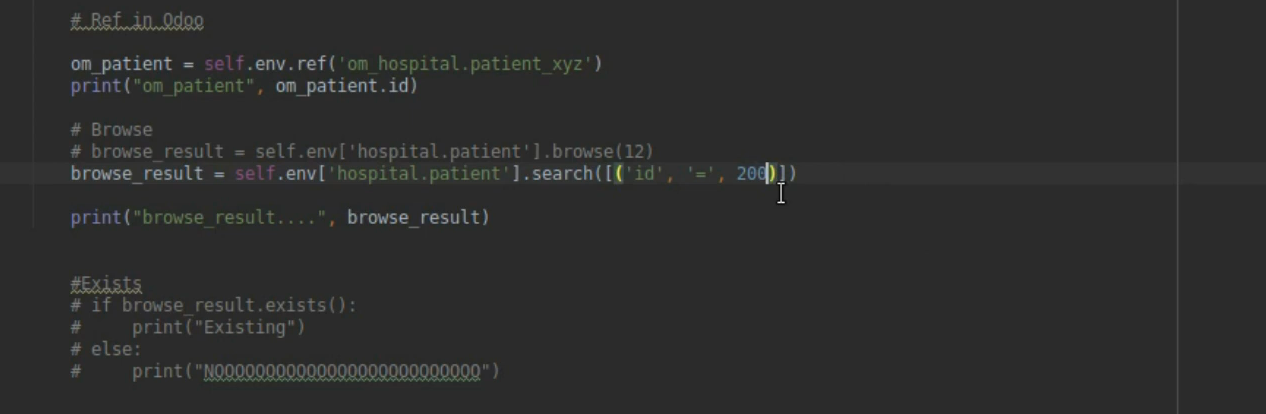 # Ref in Odoo
om_patient = self.env.ref('om_hospital.patient_xyz')
print("om_patient", om_patient.id)
# Browse
# browse_result = self.env['hospital.patient'].browse(12)
browse_result = self.env['hospital.patient'].search([('id', '=', 200)])
print("browse_result....", browse_result)
#Exists
# if browse_result.exists():
#     print("Existing")
# else:
#     print("NOOOOOOOOOOOOOOOOOOOOOOOOOO")